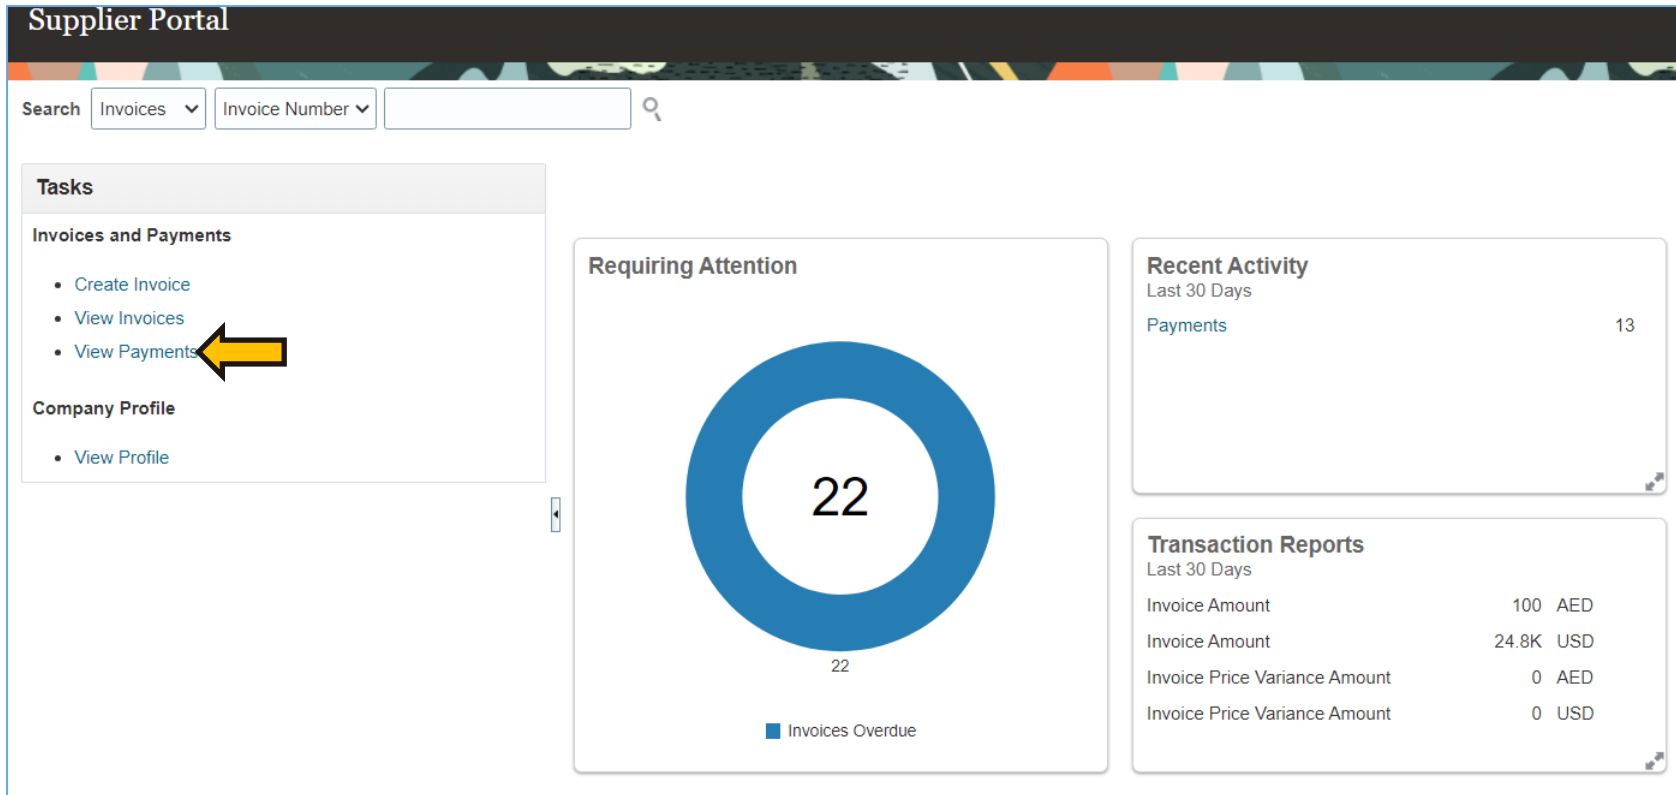 Supplier Portal
Search Invoices Invoice Number
Tasks
Invoices and Payments
Create Invoice
View Invoices
View Payments
Company Profile
View Profile
Requiring Attention
22
22
Invoices Overdue
Recent Activity
Last 30 Days
Payments 13
Transaction Reports
Last 30 Days
Invoice Amount 100 AED
Invoice Amount 24.8K USD
Invoice Price Variance Amount 0 AED
Invoice Price Variance Amount 0 USD